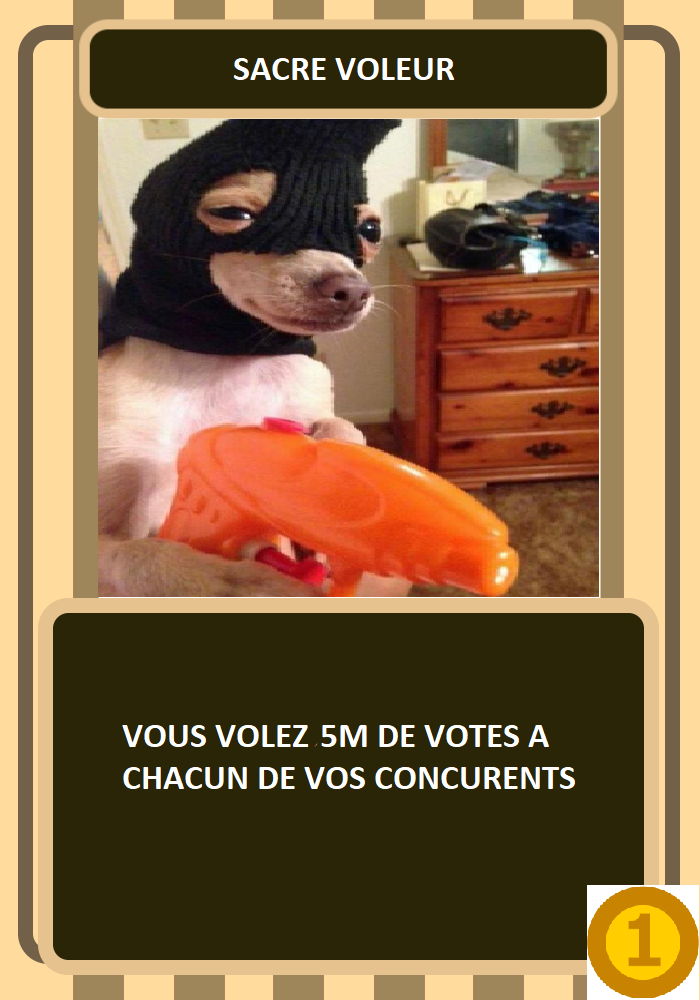 SACRE VOLEUR
VOUS VOLEZ 5M DE VOTES A
CHACUN DE VOS CONCURENTS
1